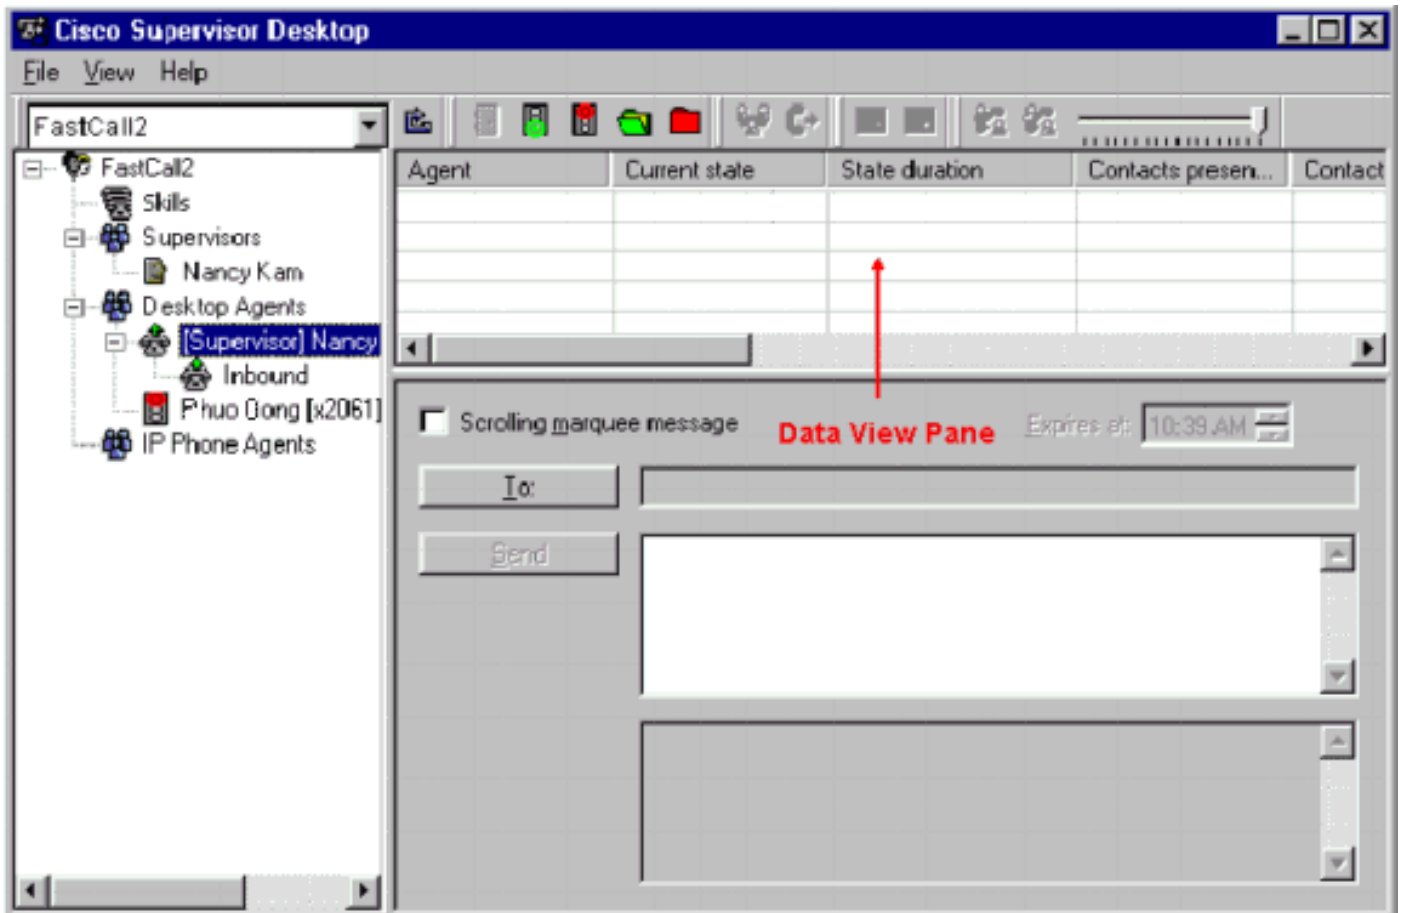 Cisco Supervisor Desktop
File View Help
FastCall2
FastCall2
Skills
Supervisors
Nancy Kam
Desktop Agents
[Supervisor] Nancy
Inbound
Phuo Dong [x2061]
IP Phone Agents
Agent Current state State duration Contacts presen... Contact
Scrolling marquee message
Data View Pane
Expires at: 10:39 AM
To:
Send